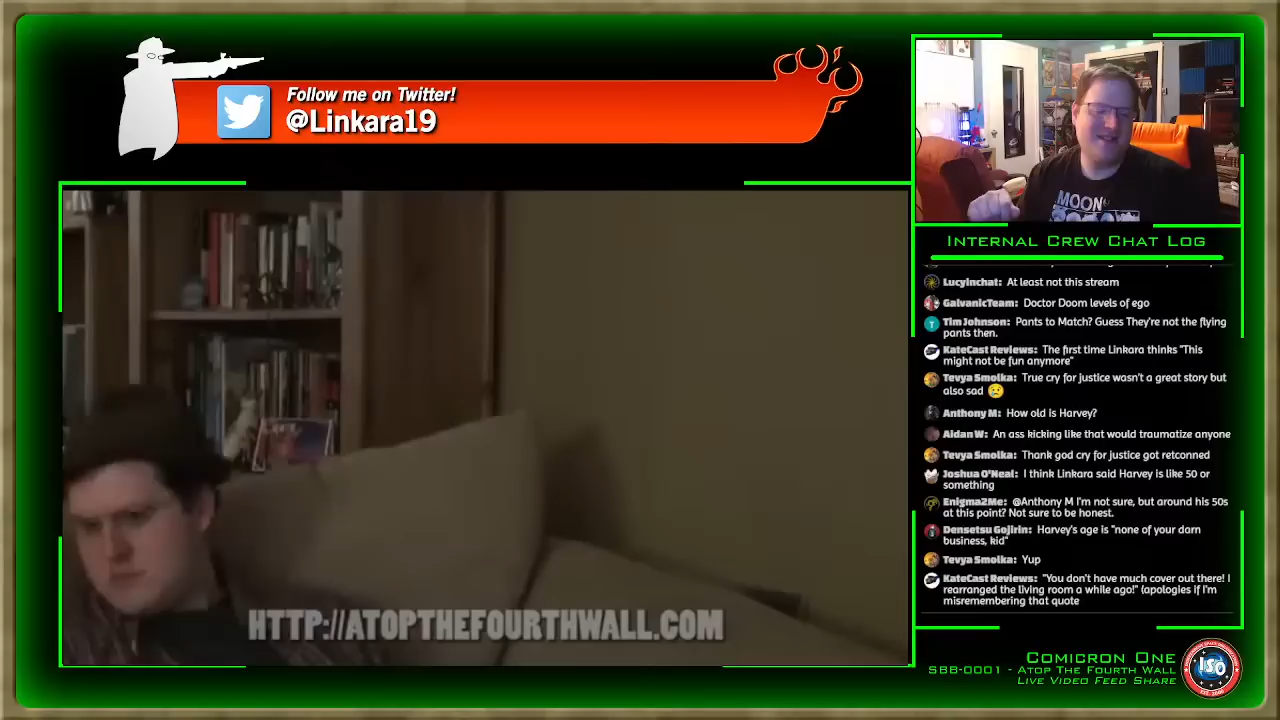 Follow me on Twitter!
@Linkara19
MOON
INTERNAL CREW CHAT LOG
LucyInchat: At least not this stream
GalvanicTeam: Doctor Doom levels of ego
Tim Johnson: Pants to Match? Guess They're not the flying
pants then.
KateCast Reviews: The first time Linkara thinks "This
might not be fun anymore"
Tevya Smolka: True cry for justice wasn't a great story but
also sad 😢
Anthony M: How old is Harvey?
Aidan W: An ass kicking like that would traumatize anyone
Tevya Smolka: Thank god cry for justice got retconned
Joshua O'Neal: I think Linkara said Harvey is like 50 or
something
Enigma2Me: @Anthony M I'm not sure, but around his 50s
at this point? Not sure to be honest.
Densetsu Gojirin: Harvey's age is "none of your darn
business, kid"
Tevya Smolka: Yup
KateCast Reviews: "You don't have much cover out there! I
rearranged the living room a while ago!" (apologies if I'm
misremembering that quote
HTTP://ATOPTHEFOURTHWALL.COM
COMICRON ONE
SBB-0001 - ATOP THE FOURTH WALL
LIVE VIDEO FEED SHARE
ISO